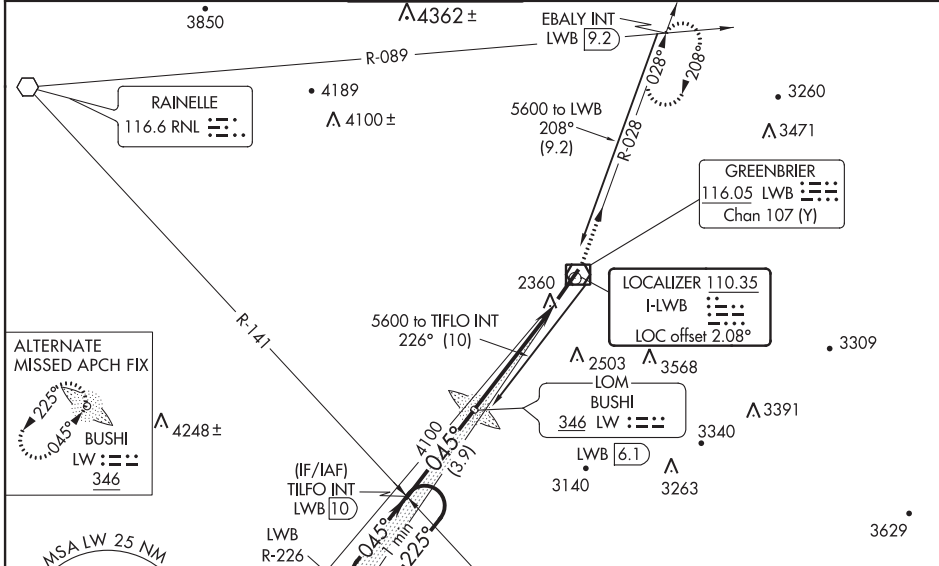 3850
4362 ±
EBALY INT
LWB 9.2
R-089
028°
208°
4189
4100 ±
RAINELLE
116.6 RNL
5600 to LWB
208°
(9.2)
R-028
3260
3471
GREENBRIER
116.05 LWB
Chan 107 (Y)
2360
LOCALIZER 110.35
I-LWB
LOC offset 2.08°
R-141
5600 to TIFLO INT
226° (10)
3309
2503
3568
ALTERNATE
MISSED APCH FIX
225°
045°
BUSHI
LW
346
4248 ±
LOM
BUSHI
346 LW
3391
3340
4100
045°
(3.9)
LWB 6.1
3140
3263
(IF/IAF)
TILFO INT
LWB 10
3629
LWB
R-226
045°
1 min
225°
MSA LW 25 NM